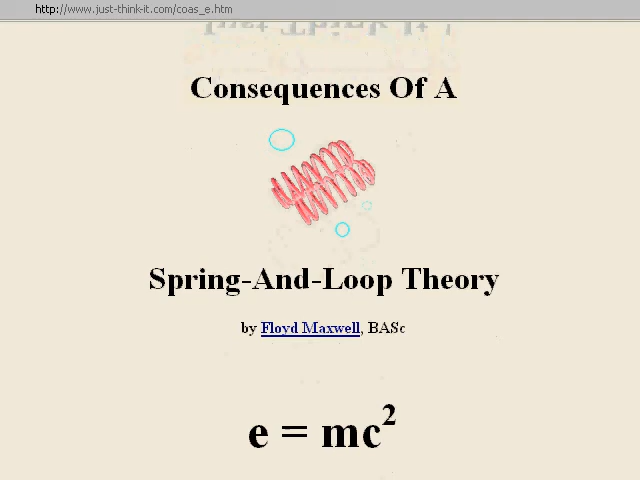 http://www.just-think-it.com/coas_e.htm
Consequences Of A
Spring-And-Loop Theory
by Floyd Maxwell, BASc
e = mc²